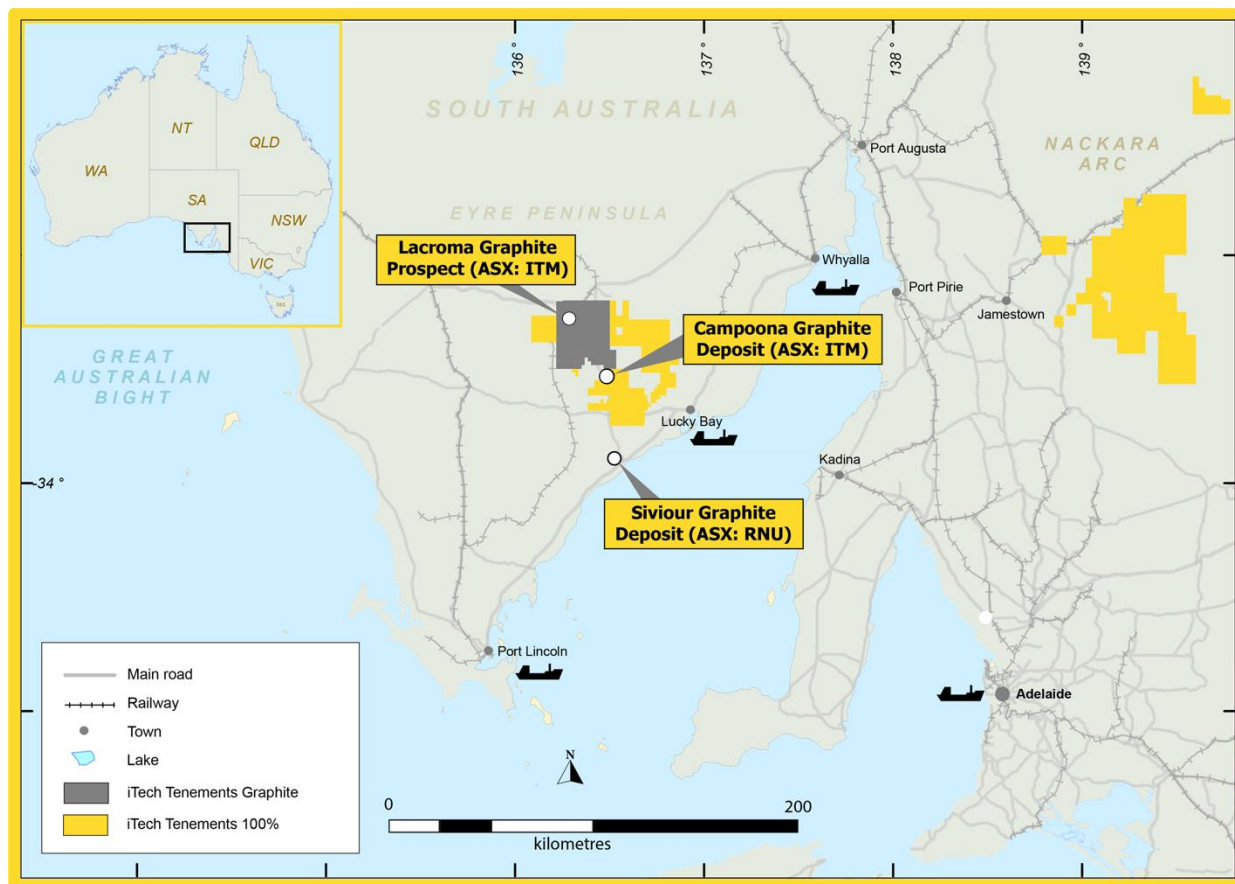 136 °
137 °
138 °
139 °
NT
QLD
WA
SA
NSW
VIC
TAS
SOUTH AUSTRALIA
NACKARA
ARC
Port Augusta
EYRE PENINSULA
Lacroma Graphite
Prospect (ASX: ITM)
Whyalla
Port Pirie
Jamestown
Campoona Graphite
Deposit (ASX: ITM)
GREAT
AUSTRALIAN
BIGHT
Lucky Bay
Kadina
-34 °
Siviour Graphite
Deposit (ASX: RNU)
Port Lincoln
Adelaide
Main road
Railway
Town
Lake
iTech Tenements Graphite
iTech Tenements 100%
N
0
200
kilometres